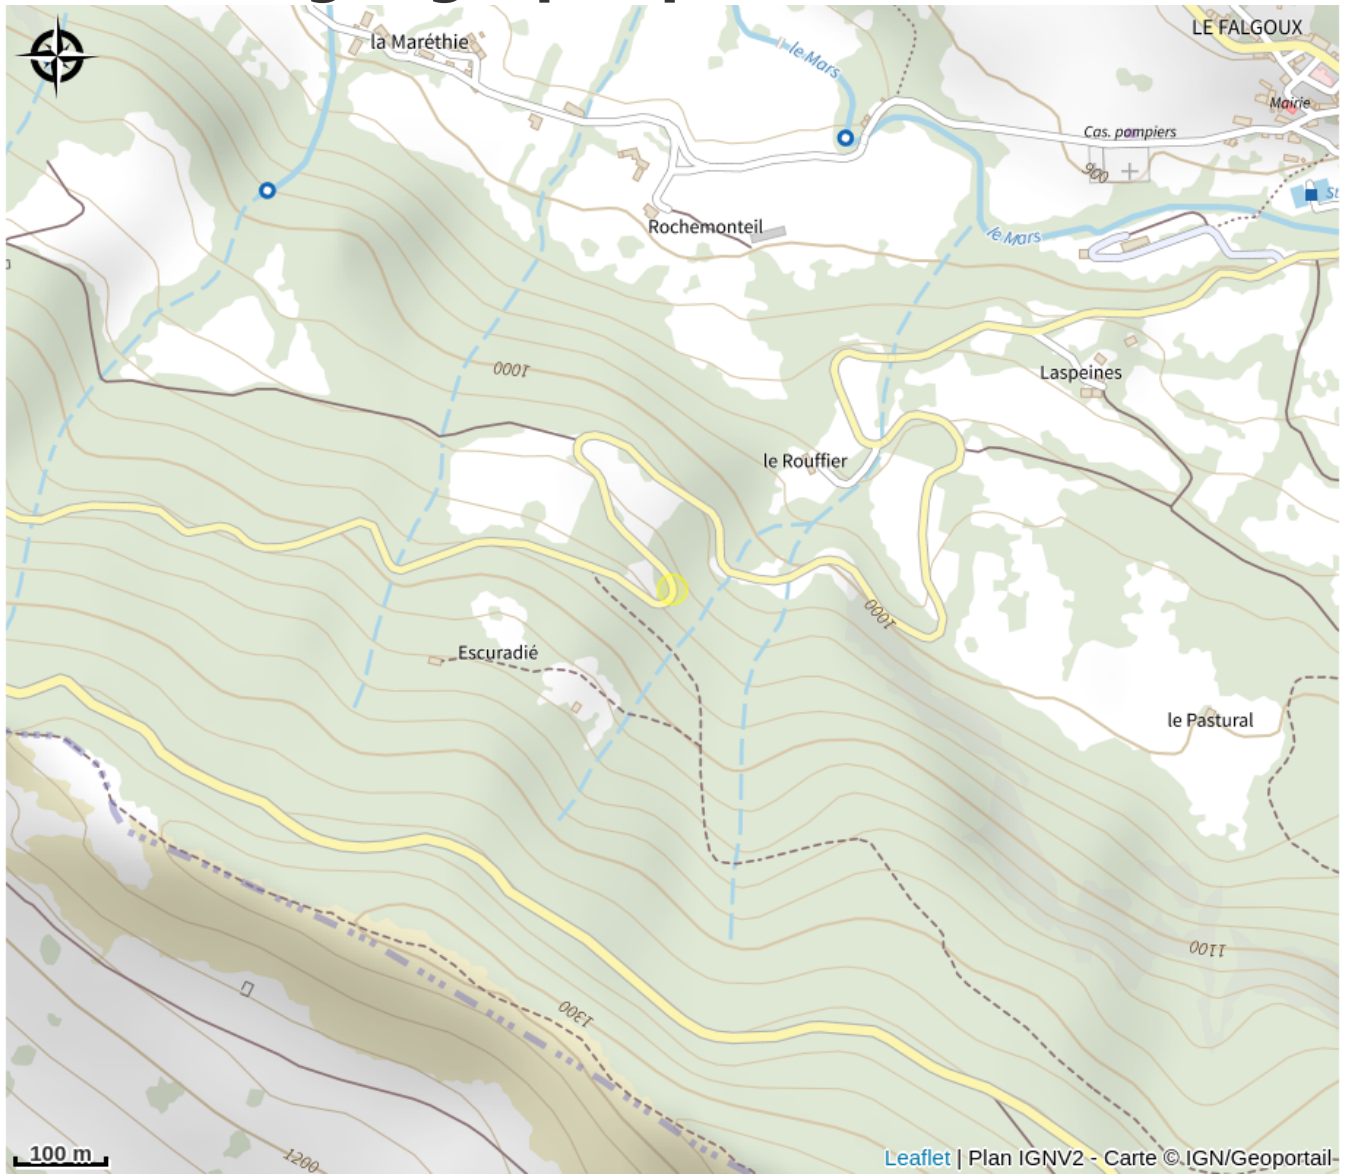 LE FALGOUX
la Maréthie
le Mars
Mairie
Cas. pompiers
900
St
Rochemonteil
le Mars
1000
Laspeines
le Rouffier
1000
Escuradié
le Pastural
1100
1300
1200
100 m
Leaflet | Plan IGNV2 - Carte © IGN/Geoportail